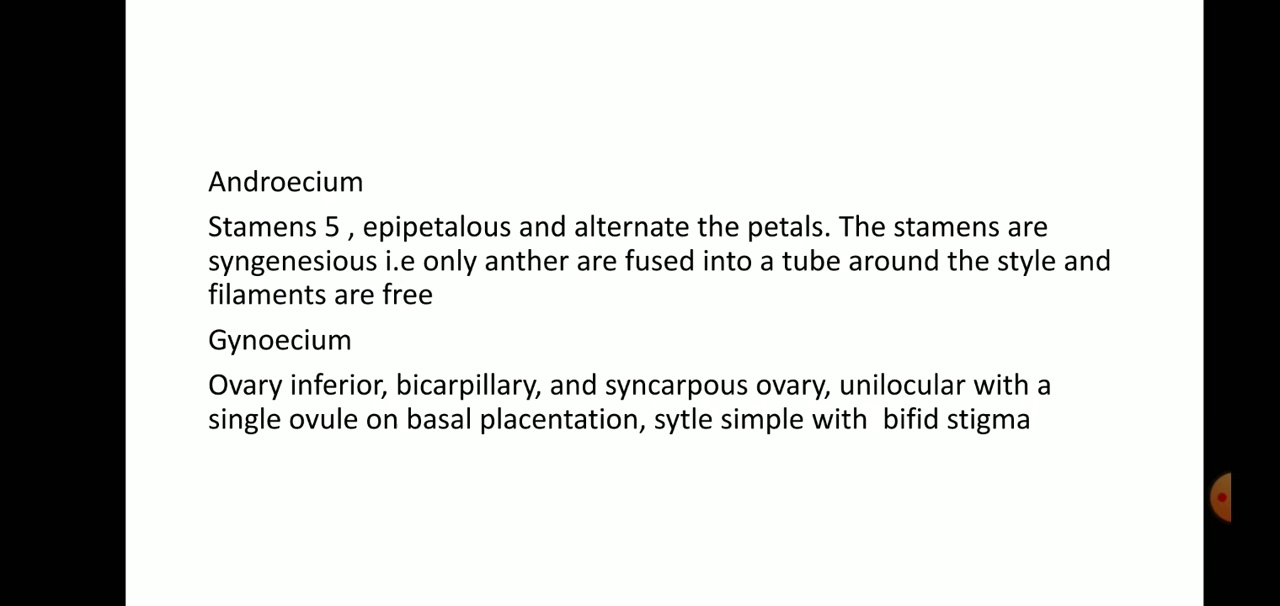 Androecium
Stamens 5 , epipetalous and alternate the petals. The stamens are
syngenesious i.e only anther are fused into a tube around the style and
filaments are free
Gynoecium
Ovary inferior, bicarpillary, and syncarpous ovary, unilocular with a
single ovule on basal placentation, sytle simple with  bifid stigma